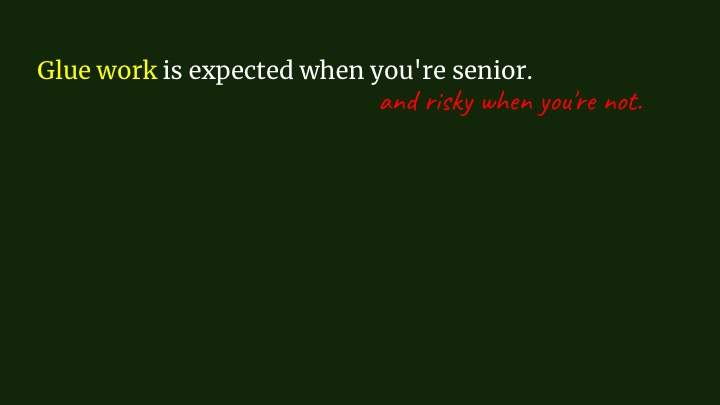 Glue work is expected when you're senior.
and risky when you're not.